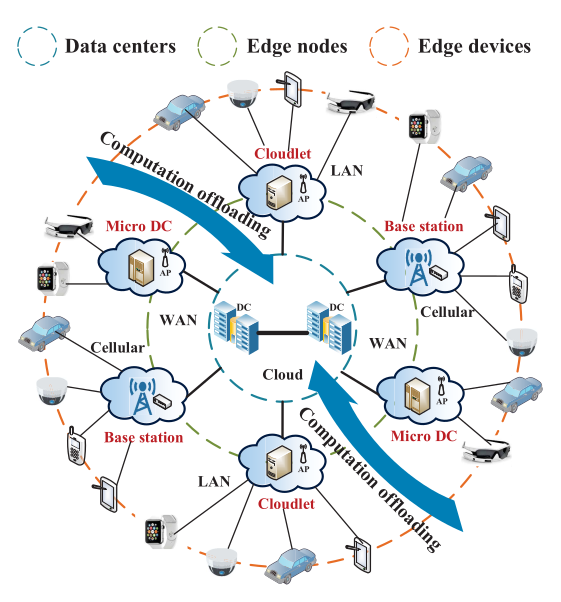 Data centers
Edge nodes
Edge devices
Computation offloading
Cloudlet
LAN
AP
Micro DC
AP
Base station
Cellular
WAN
DC
DC
WAN
Cloud
Cellular
Base station
AP
Micro DC
AP
LAN
Cloudlet
Computation offloading